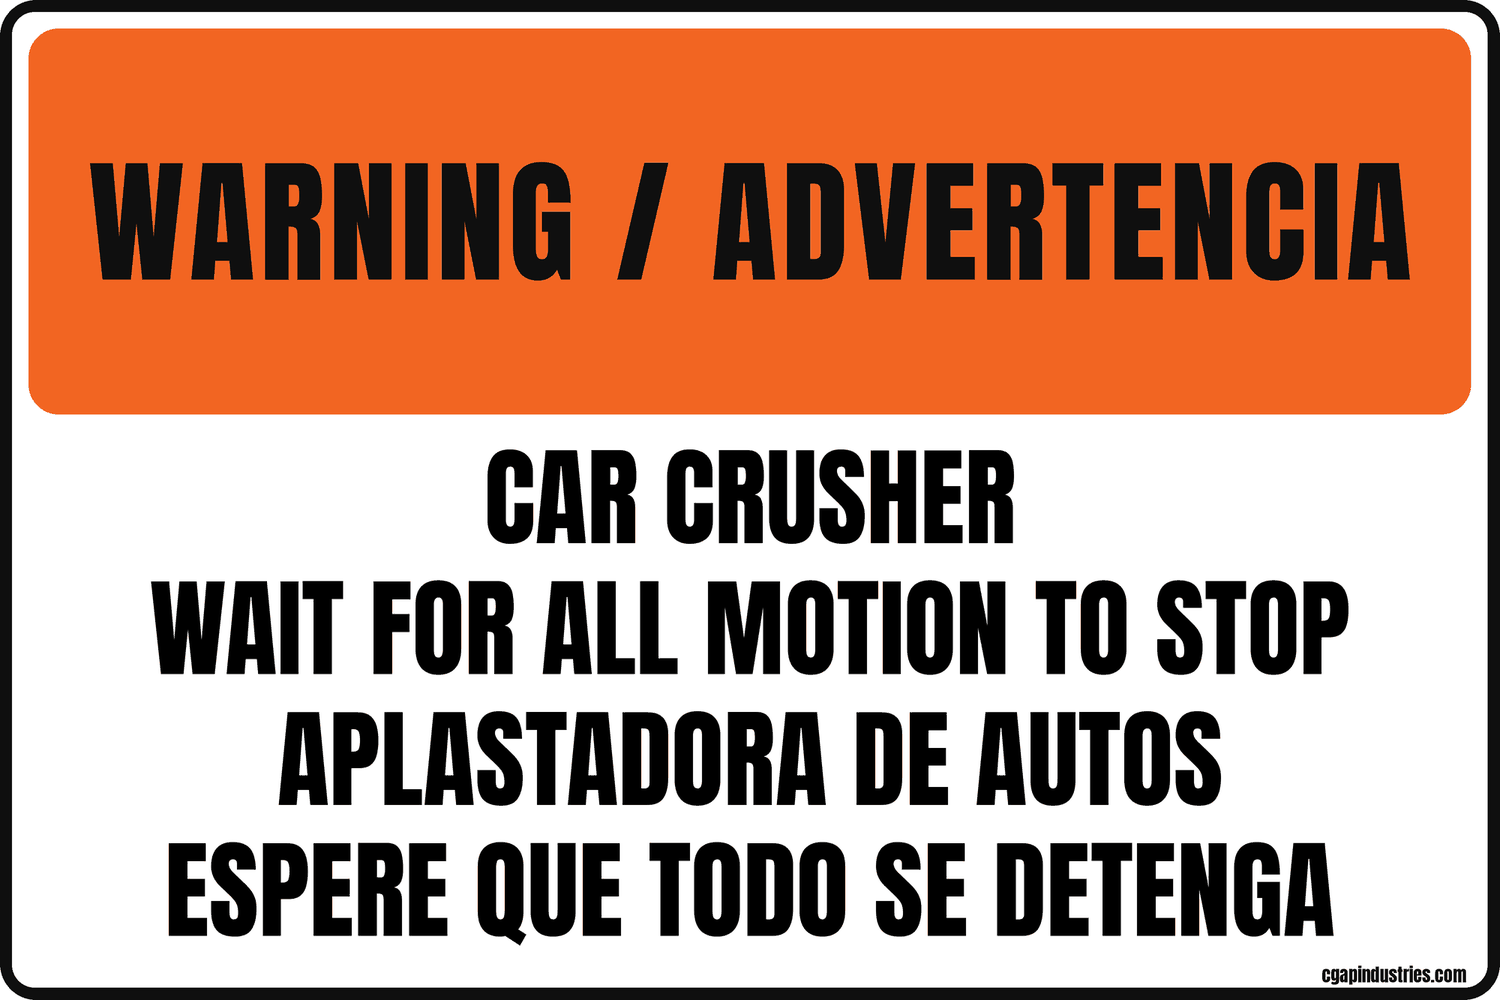 WARNING / ADVERTENCIA
CAR CRUSHER
WAIT FOR ALL MOTION TO STOP
APLASTADORA DE AUTOS
ESPERE QUE TODO SE DETENGA
cgapindustries.com